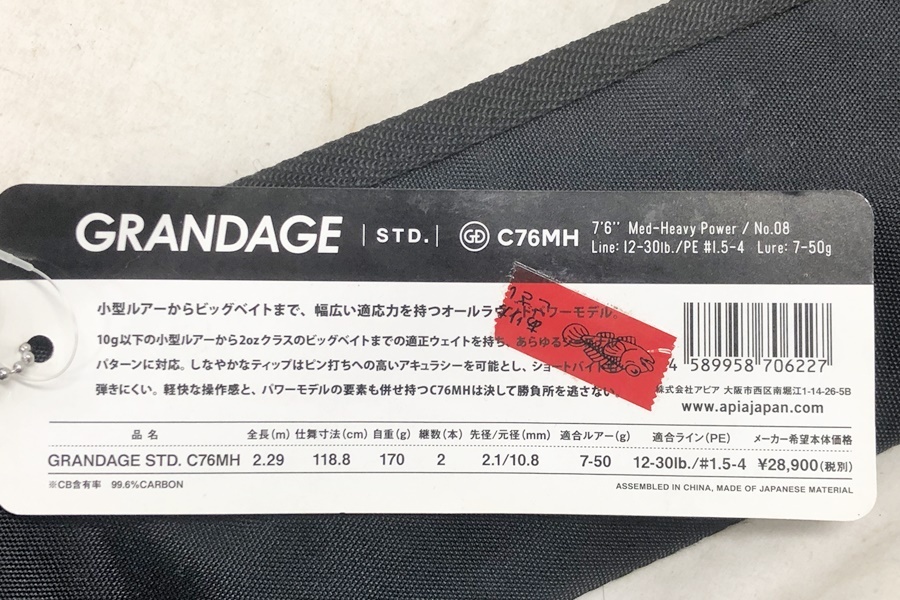 GRANDAGE | STD. | GD C76MH
7'6'' Med-Heavy Power / No.08
Line: 12-30lb./PE #1.5-4 Lure: 7-50g
小型ルアーからビッグベイトまで、幅広い適応力を持つオールラウンドパワーモデル。
10g以下の小型ルアーから2ozクラスのビッグベイトまでの適正ウェイトを持ち、あらゆる
パターンに対応。しなやかなティップはピン打ちへの高いアキュラシーを可能とし、ショートバイトを
弾きにくい。軽快な操作感と、パワーモデルの要素も併せ持つC76MHは決して勝負所を逃さない。
4 589958 706227
株式会社アピア 大阪市西区南堀江1-14-26-5B
www.apiajapan.com
品名 全長(m) 仕舞寸法(cm) 自重(g) 継数(本) 先径/元径(mm) 適合ルアー(g) 適合ライン(PE) メーカー希望本体価格
GRANDAGE STD. C76MH 2.29 118.8 170 2 2.1/10.8 7-50 12-30lb./#1.5-4 ¥28,900(税別)
※CB含有率 99.6%CARBON
ASSEMBLED IN CHINA, MADE OF JAPANESE MATERIAL